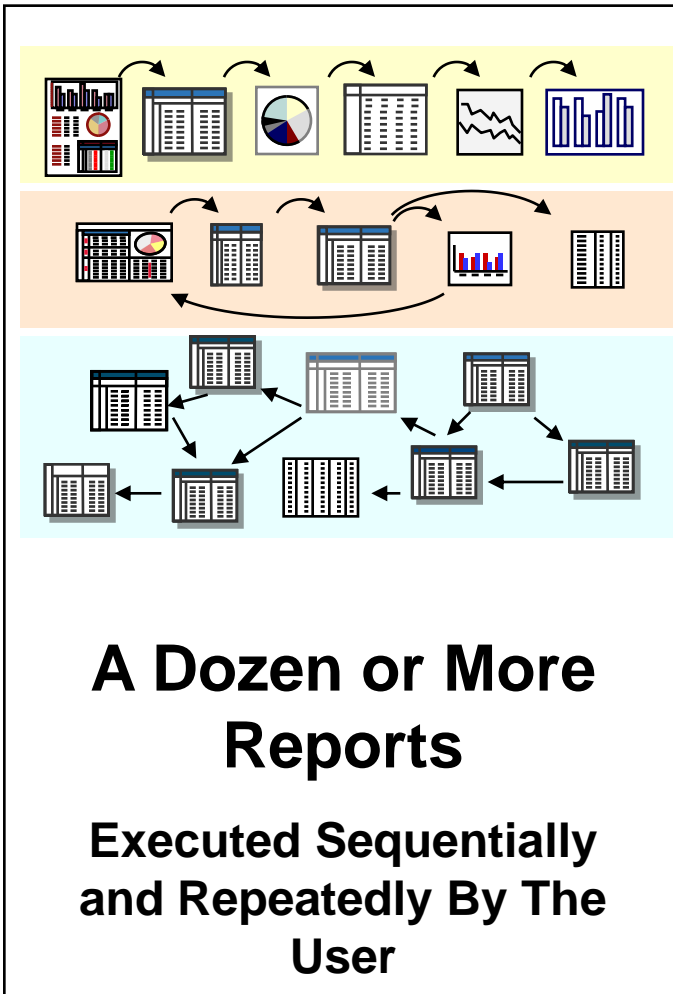 A Dozen or More
Reports
Executed Sequentially
and Repeatedly By The
User